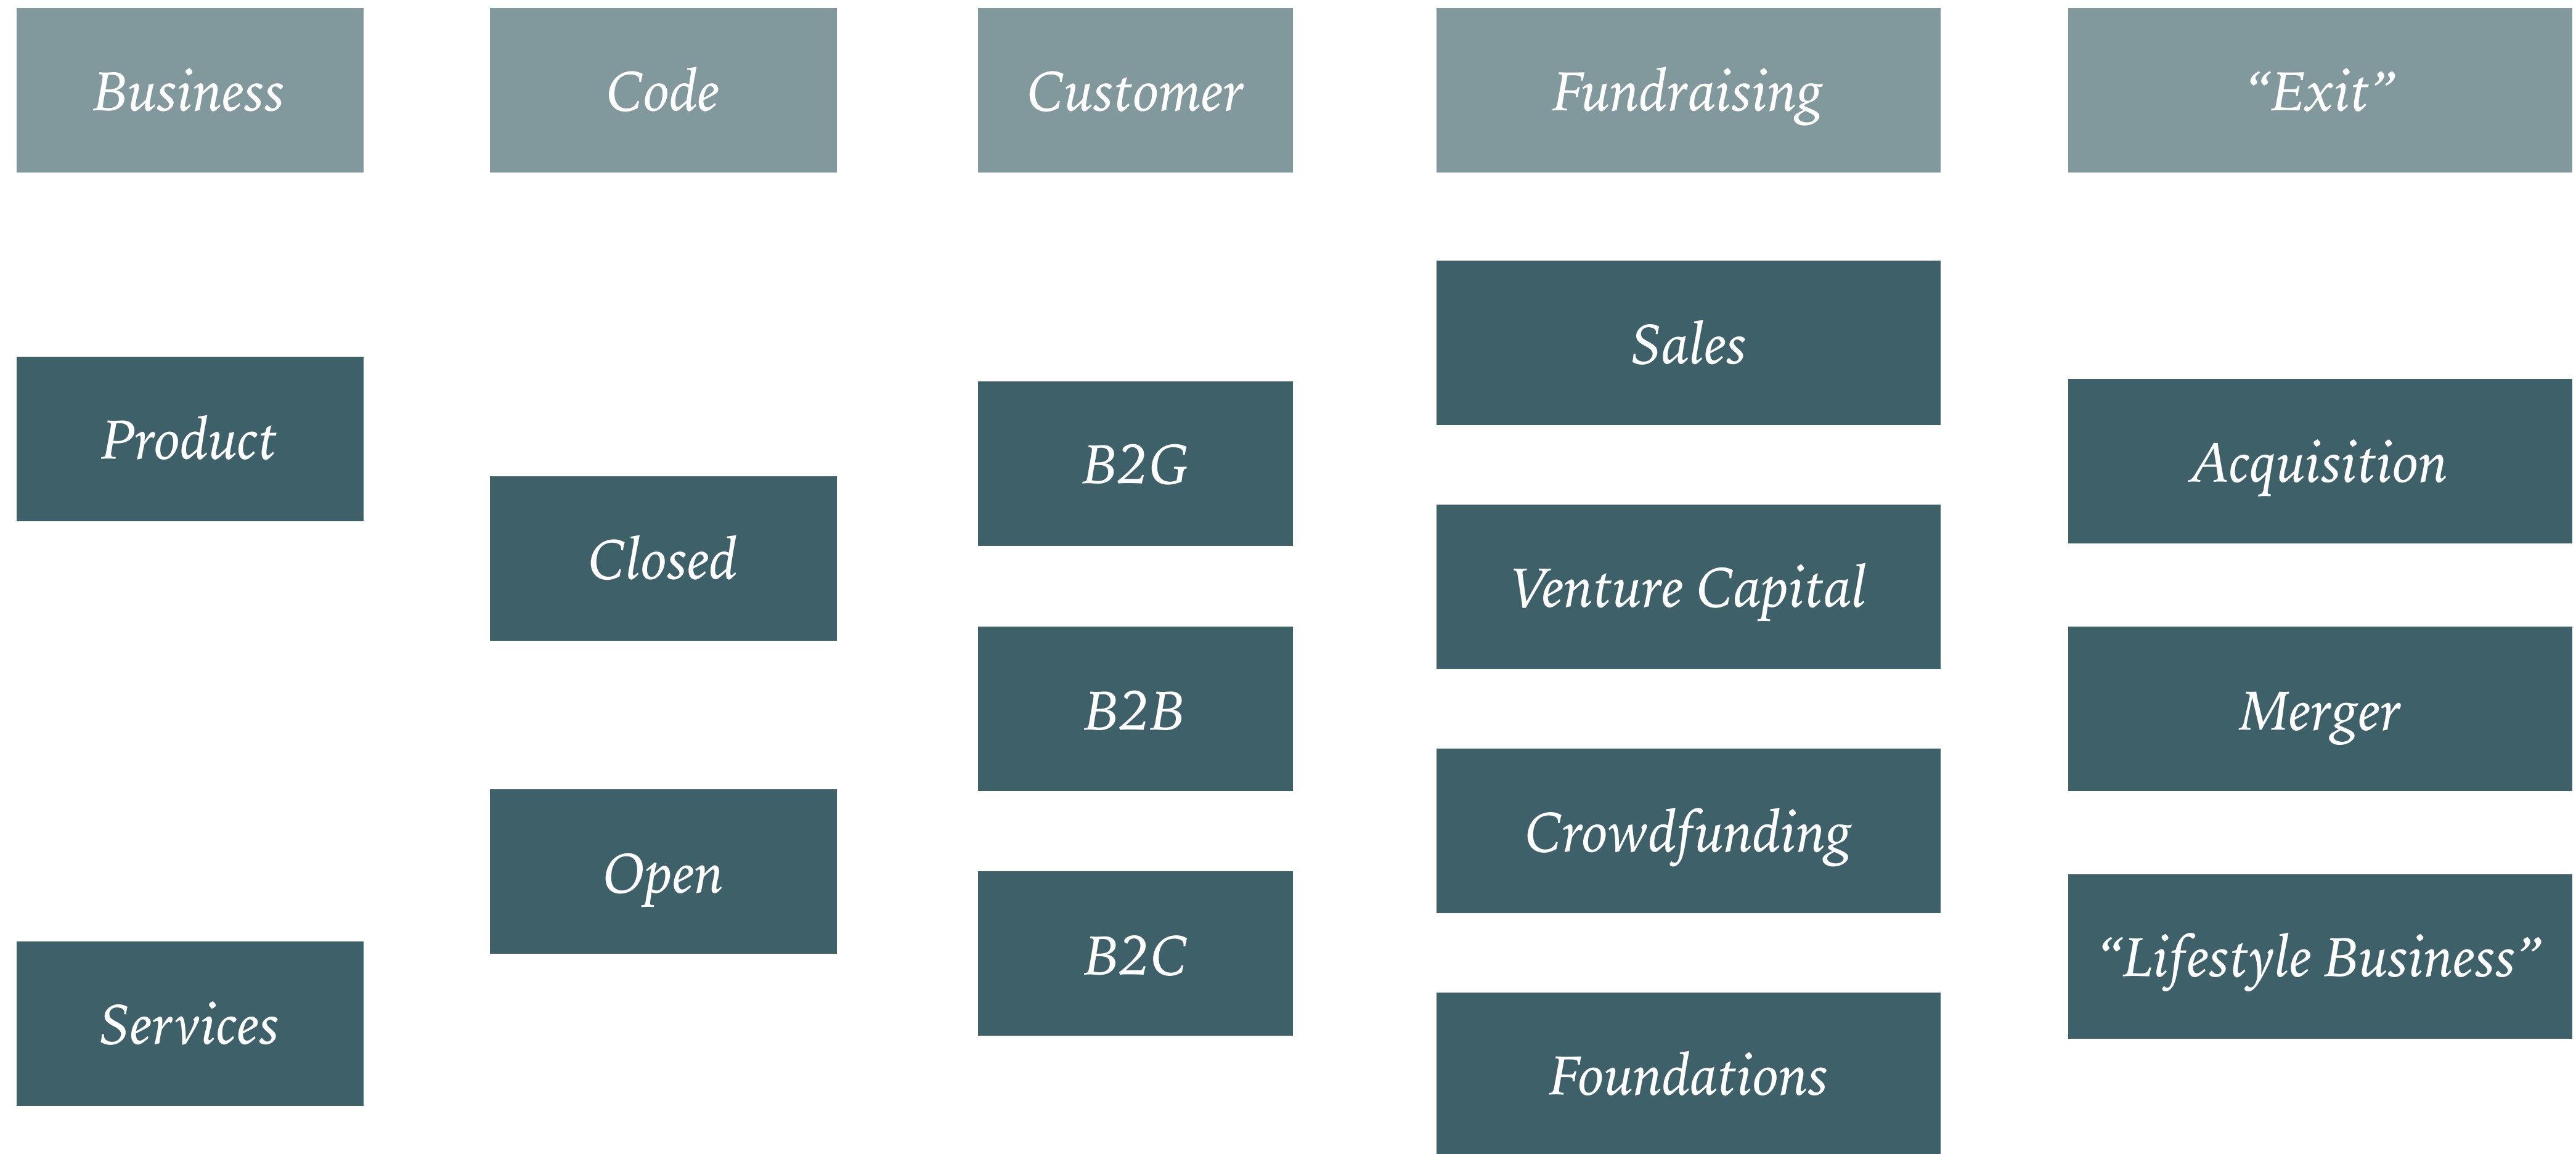 Business
Code
Customer
Fundraising
“Exit”
Product
Services
Closed
Open
B2G
B2B
B2C
Sales
Venture Capital
Crowdfunding
Foundations
Acquisition
Merger
“Lifestyle Business”